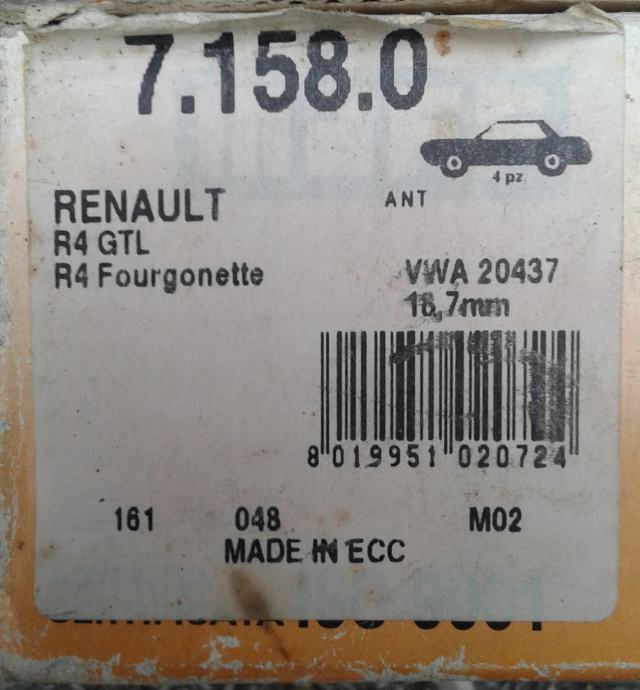 7.158.0
4 pz.
RENAULT
ANT
R4 GTL
R4 Fourgonette
VWA 20437
16,7mm
8 019951 020724
161 048 M02
MADE IN ECC